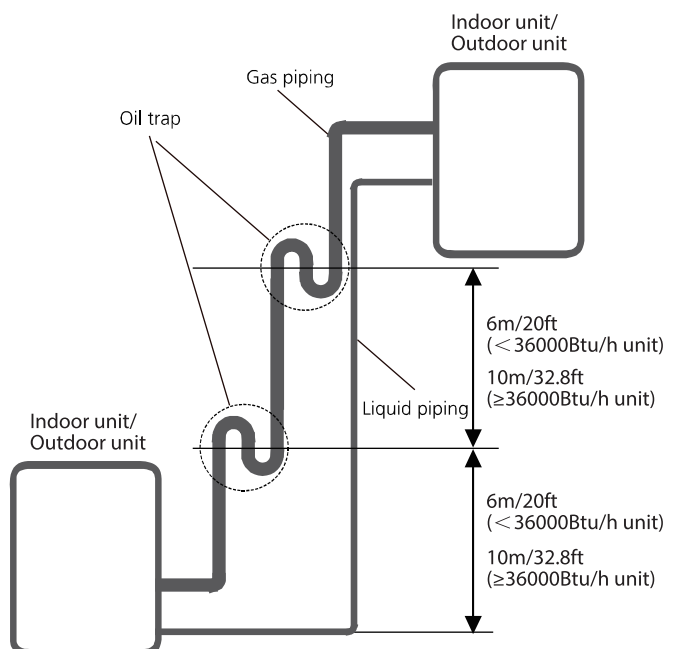 Indoor unit/
Outdoor unit
Gas piping
Oil trap
6m/20ft
(<36000Btu/h unit)
10m/32.8ft
(≥36000Btu/h unit)
Liquid piping
Indoor unit/
Outdoor unit
6m/20ft
(<36000Btu/h unit)
10m/32.8ft
(≥36000Btu/h unit)